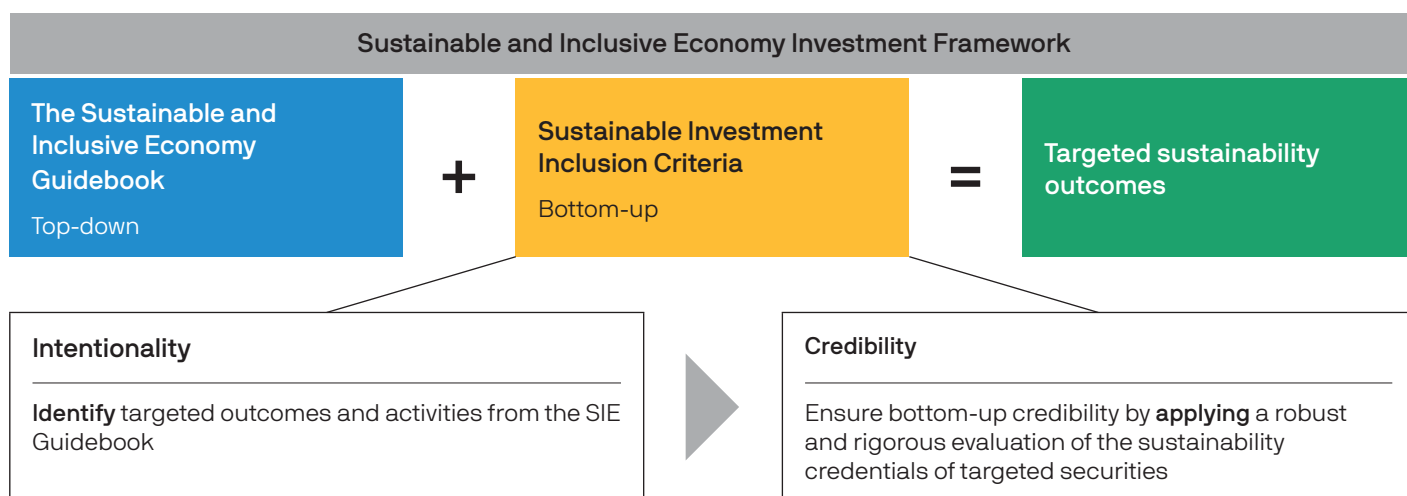 Sustainable and Inclusive Economy Investment Framework
The Sustainable and
Inclusive Economy
Guidebook
Top-down
+
Sustainable Investment
Inclusion Criteria
Bottom-up
=
Targeted sustainability
outcomes
Intentionality
Identify targeted outcomes and activities from the SIE
Guidebook
Credibility
Ensure bottom-up credibility by applying a robust
and rigorous evaluation of the sustainability
credentials of targeted securities